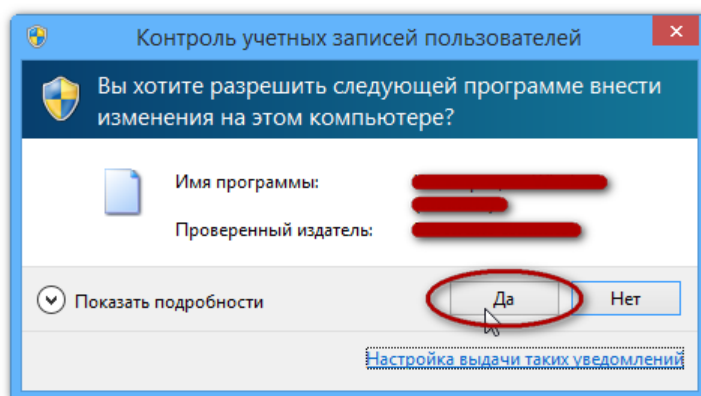 Контроль учетных записей пользователей
Вы хотите разрешить следующей программе внести
изменения на этом компьютере?
Имя программы:
Проверенный издатель:
Показать подробности
Да
Нет
Настройка выдачи таких уведомлений